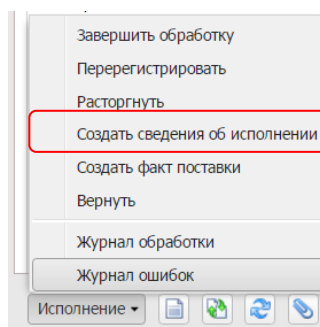 Завершить обработку
Перерегистрировать
Расторгнуть
Создать сведения об исполнении
Создать факт поставки
Вернуть
Журнал обработки
Журнал ошибок
Исполнение